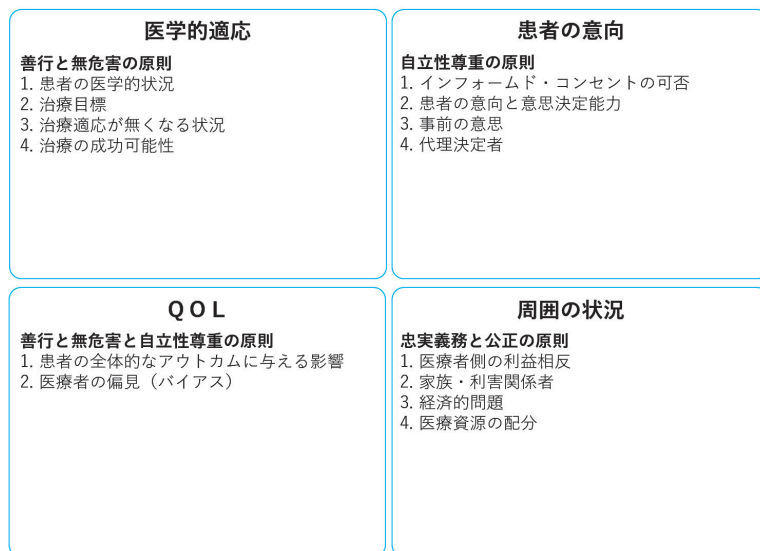 医学的適応
善行と無危害の原則
1. 患者の医学的状況
2. 治療目標
3. 治療適応が無くなる状況
4. 治療の成功可能性
患者の意向
自立性尊重の原則
1. インフォームド・コンセントの可否
2. 患者の意向と意思決定能力
3. 事前の意思
4. 代理決定者
ＱＯＬ
善行と無危害と自立性尊重の原則
1. 患者の全体的なアウトカムに与える影響
2. 医療者の偏見（バイアス）
周囲の状況
忠実義務と公正の原則
1. 医療者側の利益相反
2. 家族・利害関係者
3. 経済的問題
4. 医療資源の配分